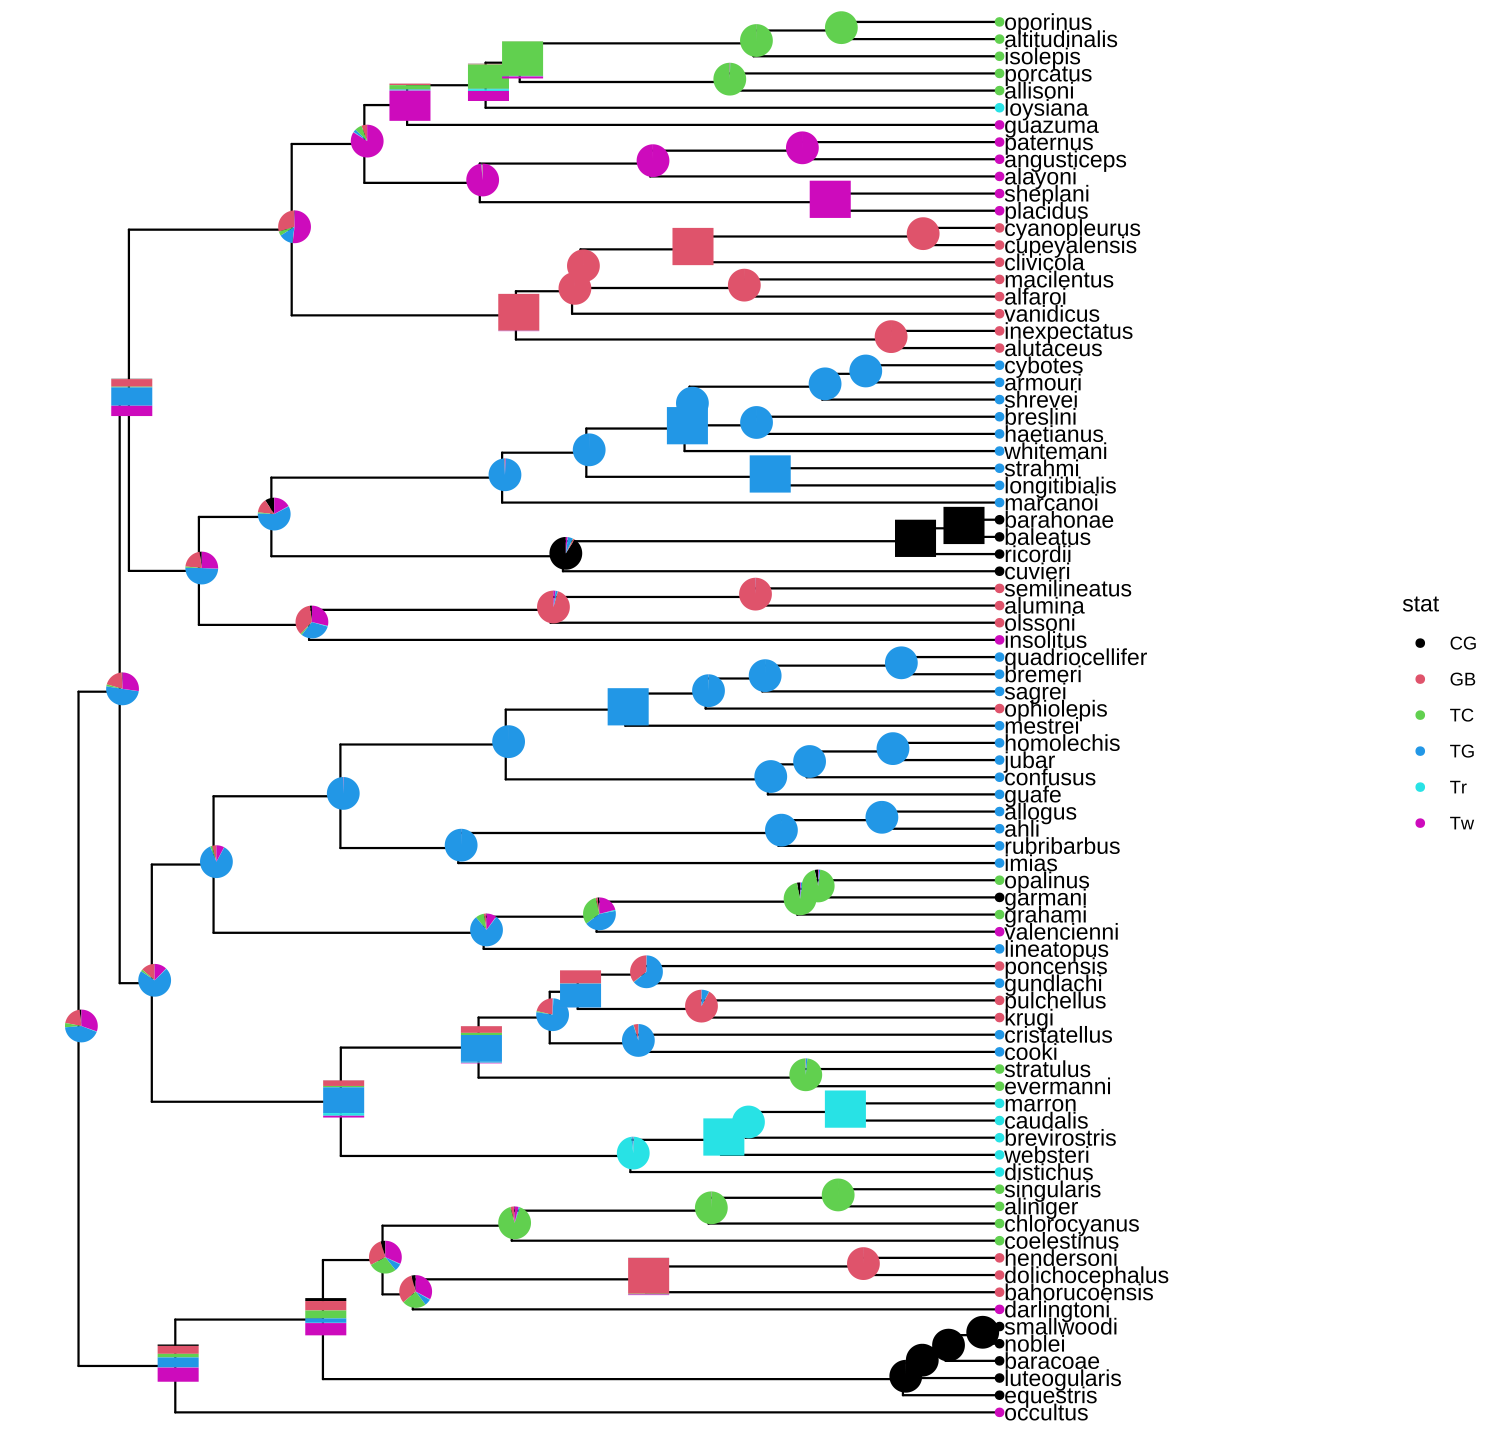 oporinus
altitudinalis
isolepis
porcatus
allisoni
loysiana
guazuma
paternus
angusticeps
alayoni
sheplani
placidus
cyanopleurus
cupeyalensis
clivicola
macilentus
alfaroi
vanidicus
inexpectatus
alutaceus
cybotes
armouri
shrevei
breslini
haetianus
whitemani
strahmi
longitibialis
marcanoi
barahonae
baleatus
ricordii
cuvieri
semilineatus
alumina
olssoni
insolitus
quadriocellifer
bremeri
sagrei
ophiolepis
mestrei
homolechis
jubar
confusus
guafe
allogus
ahli
rubribarbus
imias
opalinus
garmani
grahami
valencienni
lineatopus
poncensis
gundlachi
pulchellus
krugi
cristatellus
cooki
stratulus
evermanni
marron
caudalis
brevirostris
websteri
distichus
singularis
aliniger
chlorocyanus
coelestinus
hendersoni
dolichocephalus
bahorucoensis
darlingtoni
smallwoodi
noblei
baracoae
luteogularis
equestris
occultus
stat
CG
GB
TC
TG
Tr
Tw